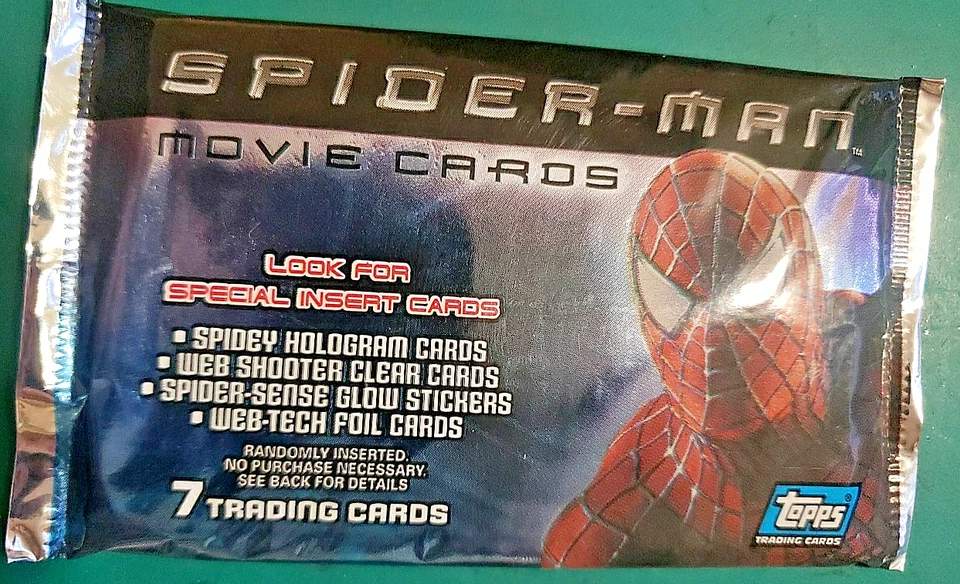 SPIDER-MAN™
MOVIE CARDS
LOOK FOR
SPECIAL INSERT CARDS
▪ SPIDEY HOLOGRAM CARDS
▪ WEB SHOOTER CLEAR CARDS
▪ SPIDER-SENSE GLOW STICKERS
▪ WEB-TECH FOIL CARDS
RANDOMLY INSERTED.
NO PURCHASE NECESSARY.
SEE BACK FOR DETAILS
7 TRADING CARDS
topps®
TRADING CARDS